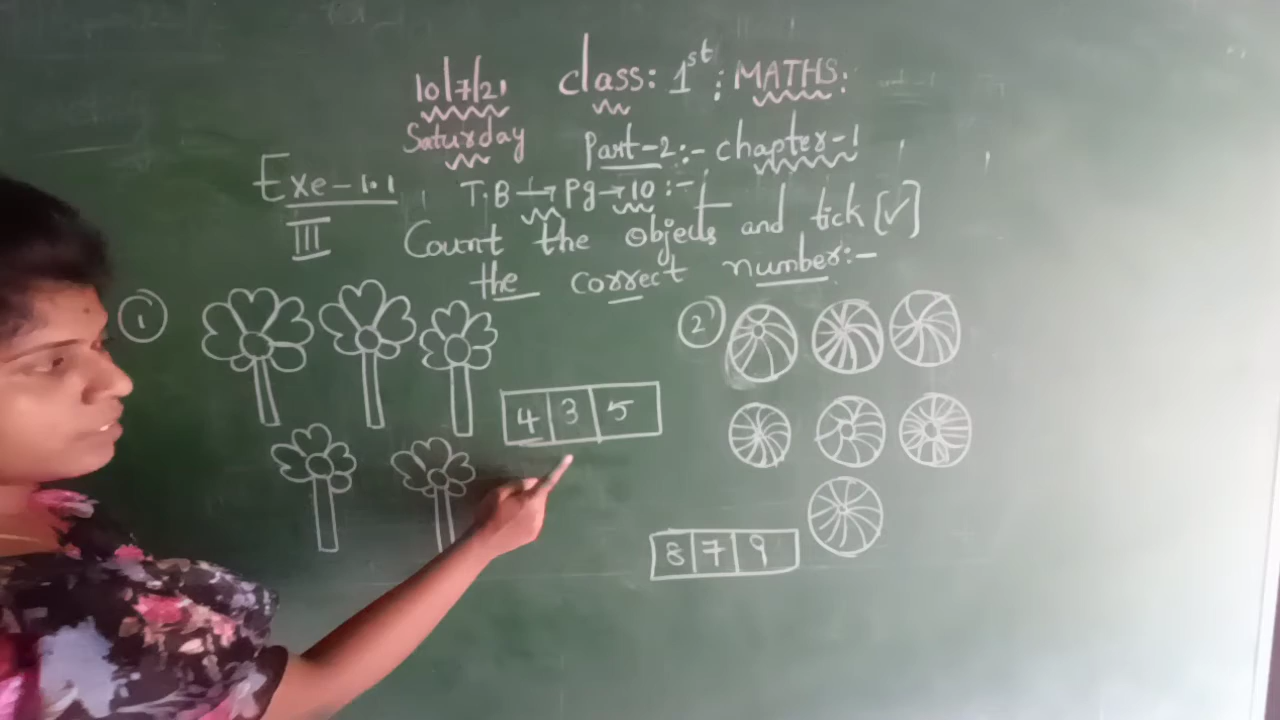 10/7/21 class: 1st : MATHS:
Saturday Part-2:- chapter-1
Exe-1.1 T.B → Pg → 10:-
III Count the objects and tick [✓]
the correct number:-
1 2
4 3 5
8 7 9